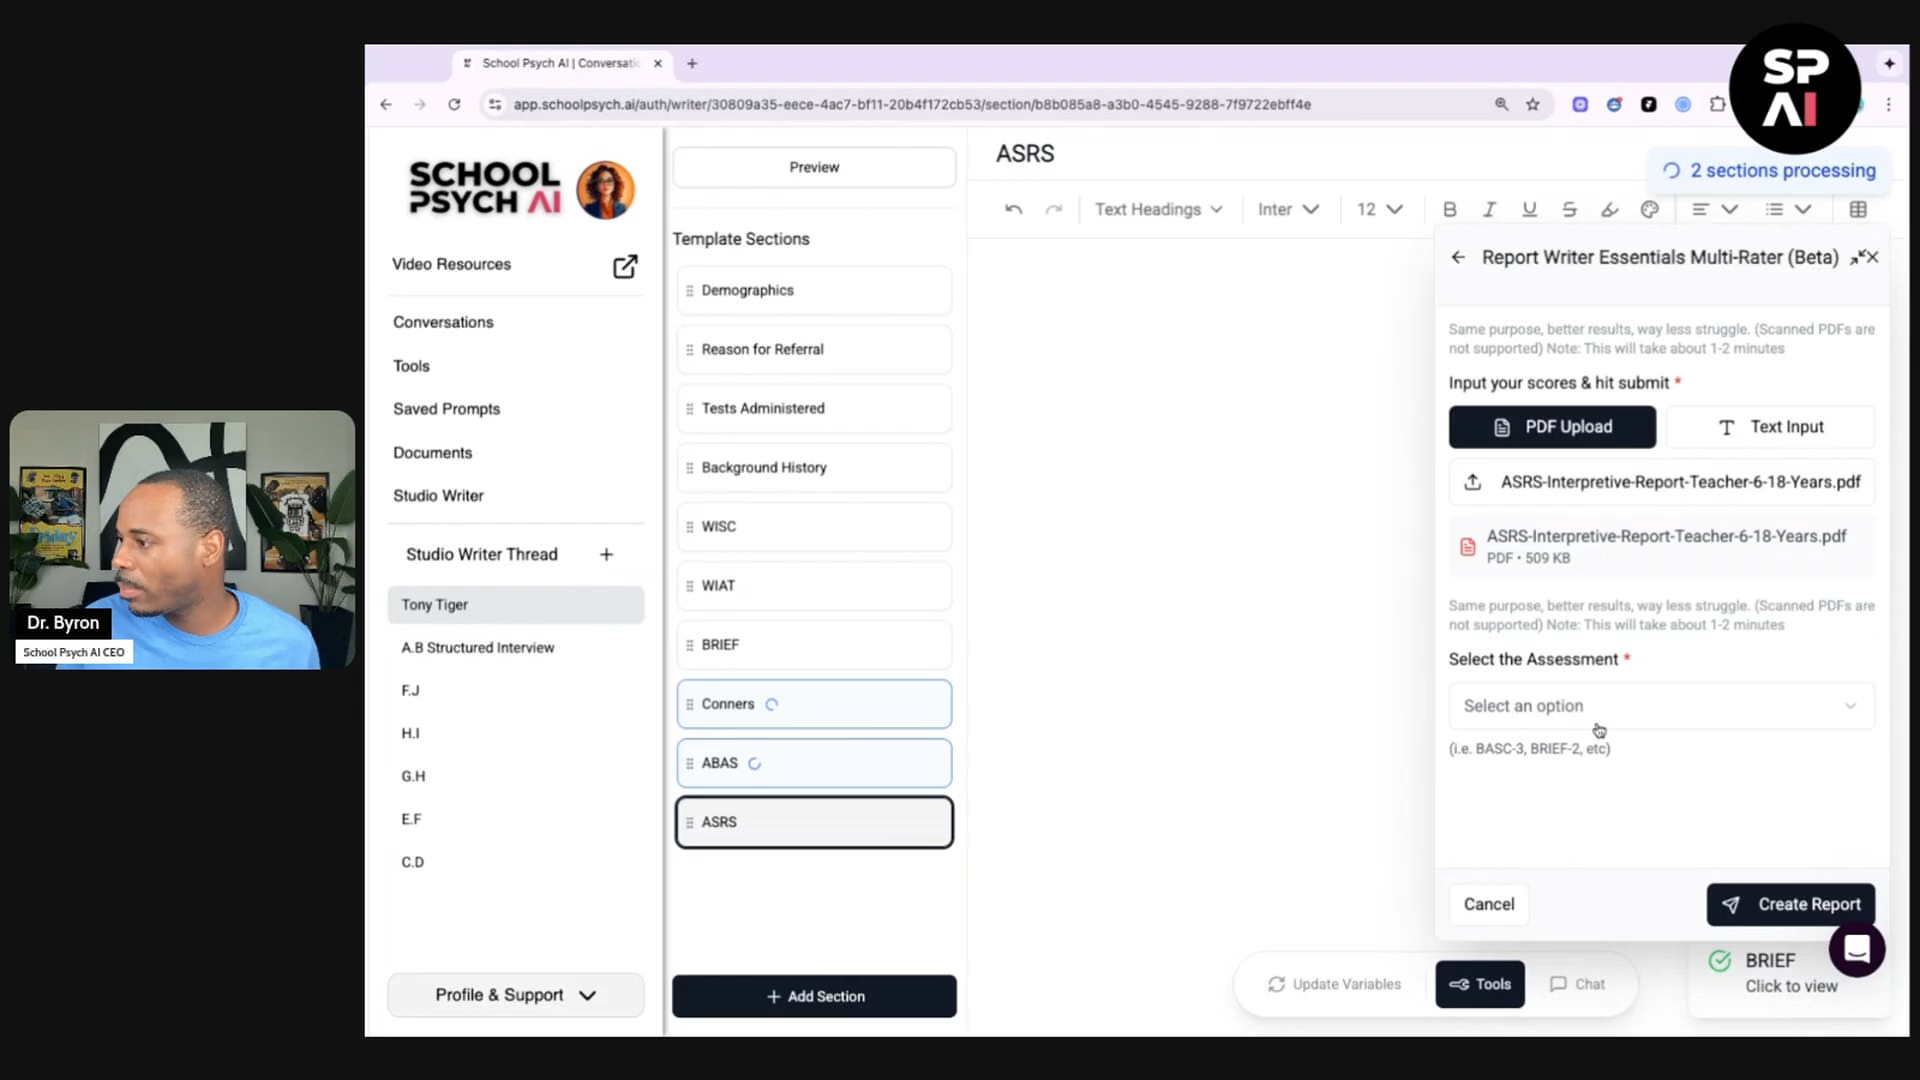 School Psych AI | Conversati
app.schoolpsych.ai/auth/writer/30809a35-eece-4ac7-bf11-20b4f172cb53/section/b8b085a8-a3b0-4545-9288-7f9722ebff4e
SP
AI
SCHOOL
PSYCH AI
Video Resources
Conversations
Tools
Saved Prompts
Documents
Studio Writer
Studio Writer Thread
Tony Tiger
A.B Structured Interview
F.J
H.I
G.H
E.F
C.D
Profile & Support
Preview
Template Sections
Demographics
Reason for Referral
Tests Administered
Background History
WISC
WIAT
BRIEF
Conners
ABAS
ASRS
+ Add Section
ASRS
2 sections processing
Text Headings
Inter
12
B I U S
Report Writer Essentials Multi-Rater (Beta)
Same purpose, better results, way less struggle. (Scanned PDFs are
not supported) Note: This will take about 1-2 minutes
Input your scores & hit submit *
PDF Upload
Text Input
ASRS-Interpretive-Report-Teacher-6-18-Years.pdf
ASRS-Interpretive-Report-Teacher-6-18-Years.pdf
PDF • 509 KB
Same purpose, better results, way less struggle. (Scanned PDFs are
not supported) Note: This will take about 1-2 minutes
Select the Assessment *
Select an option
(i.e. BASC-3, BRIEF-2, etc)
Cancel
Create Report
Update Variables
Tools
Chat
BRIEF
Click to view
Dr. Byron
School Psych AI CEO